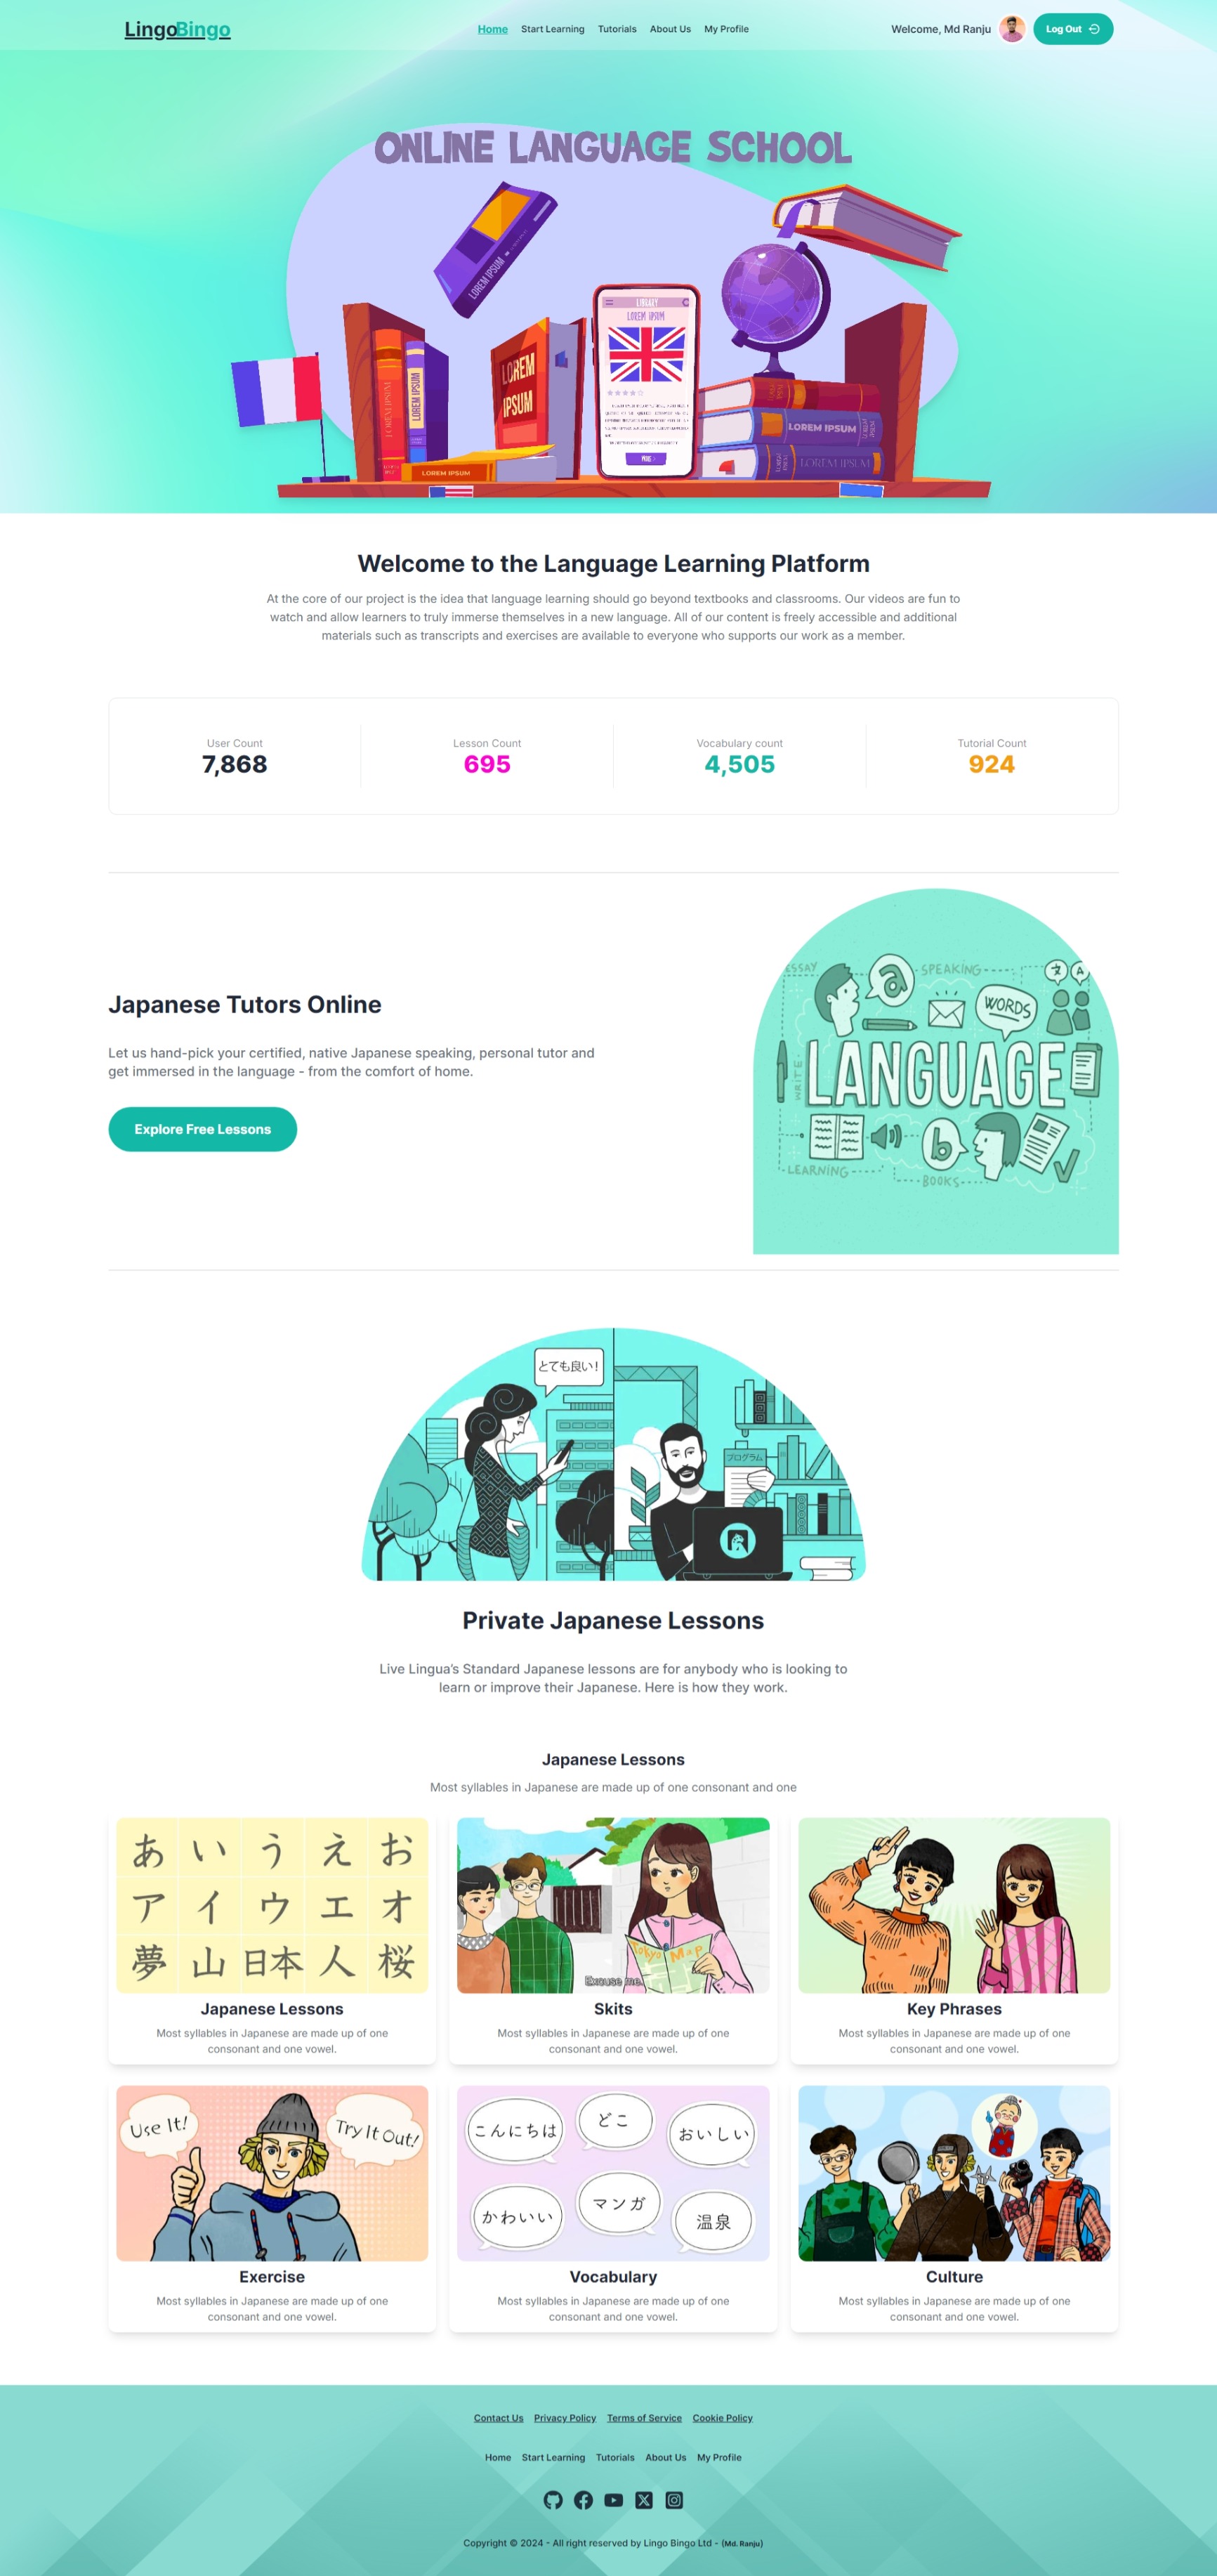 LingoBingo
Home Start Learning Tutorials About Us My Profile
Welcome, Md Ranju
Log Out
ONLINE LANGUAGE SCHOOL
LOREM IPSUM
LIBRARY
LOREM IPSUM
LOREM IPSUM
LOREM IPSUM
LOREM
IPSUM
LOREM IPSUM
LOREM IPSUM
LOREM IPSUM
LOREM IPSUM
MORE >
Welcome to the Language Learning Platform
At the core of our project is the idea that language learning should go beyond textbooks and classrooms. Our videos are fun to
watch and allow learners to truly immerse themselves in a new language. All of our content is freely accessible and additional
materials such as transcripts and exercises are available to everyone who supports our work as a member.
User Count
7,868
Lesson Count
695
Vocabulary count
4,505
Tutorial Count
924
Japanese Tutors Online
Let us hand-pick your certified, native Japanese speaking, personal tutor and
get immersed in the language - from the comfort of home.
Explore Free Lessons
ESSAY
a
SPEAKING
文 A
WORDS
WRITE
LANGUAGE
b
LEARNING
BOOKS
とても良い!
プログラム
Private Japanese Lessons
Live Lingua's Standard Japanese lessons are for anybody who is looking to
learn or improve their Japanese. Here is how they work.
Japanese Lessons
Most syllables in Japanese are made up of one consonant and one
あ い う え お
ア イ ウ エ オ
夢 山 日本 人 桜
Japanese Lessons
Most syllables in Japanese are made up of one
consonant and one vowel.
Tokyo Map
Excuse me.
Skits
Most syllables in Japanese are made up of one
consonant and one vowel.
Key Phrases
Most syllables in Japanese are made up of one
consonant and one vowel.
Use It!
Try It Out!
Exercise
Most syllables in Japanese are made up of one
consonant and one vowel.
こんにちは
どこ
おいしい
かわいい
マンガ
温泉
Vocabulary
Most syllables in Japanese are made up of one
consonant and one vowel.
Culture
Most syllables in Japanese are made up of one
consonant and one vowel.
Contact Us Privacy Policy Terms of Service Cookie Policy
Home Start Learning Tutorials About Us My Profile
Copyright © 2024 - All right reserved by Lingo Bingo Ltd - (Md. Ranju)